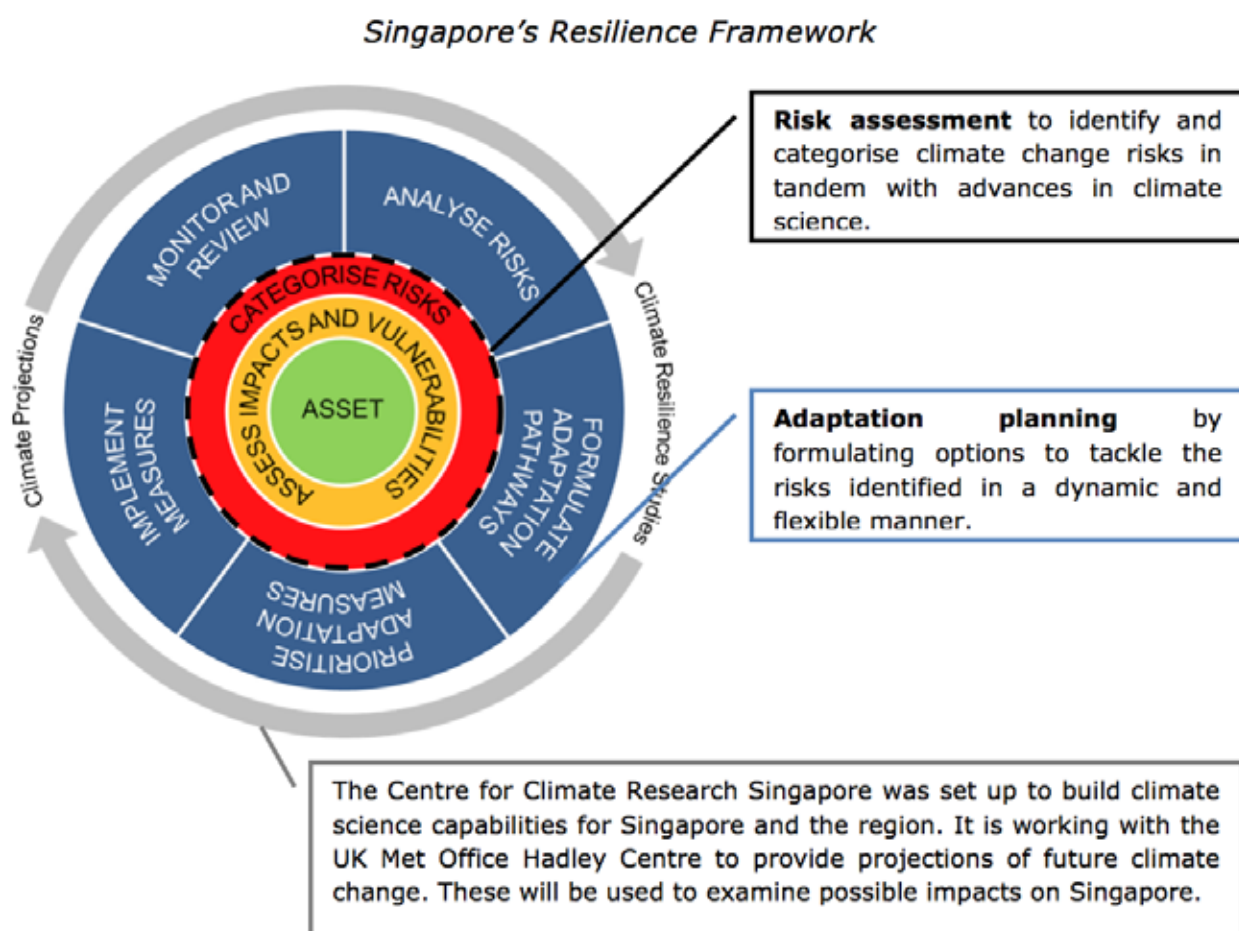 Singapore’s Resilience Framework
Risk assessment to identify and
categorise climate change risks in
tandem with advances in climate
science.
MONITOR AND
REVIEW
ANALYSE RISKS
CATEGORISE RISKS
ASSESS IMPACTS AND VULNERABILITIES
ASSET
Climate Projections
Climate Resilience Studies
IMPLEMENT
MEASURES
FORMULATE
ADAPTATION
PATHWAYS
Adaptation planning by
formulating options to tackle the
risks identified in a dynamic and
flexible manner.
PRIORITISE
ADAPTATION
MEASURES
The Centre for Climate Research Singapore was set up to build climate
science capabilities for Singapore and the region. It is working with the
UK Met Office Hadley Centre to provide projections of future climate
change. These will be used to examine possible impacts on Singapore.